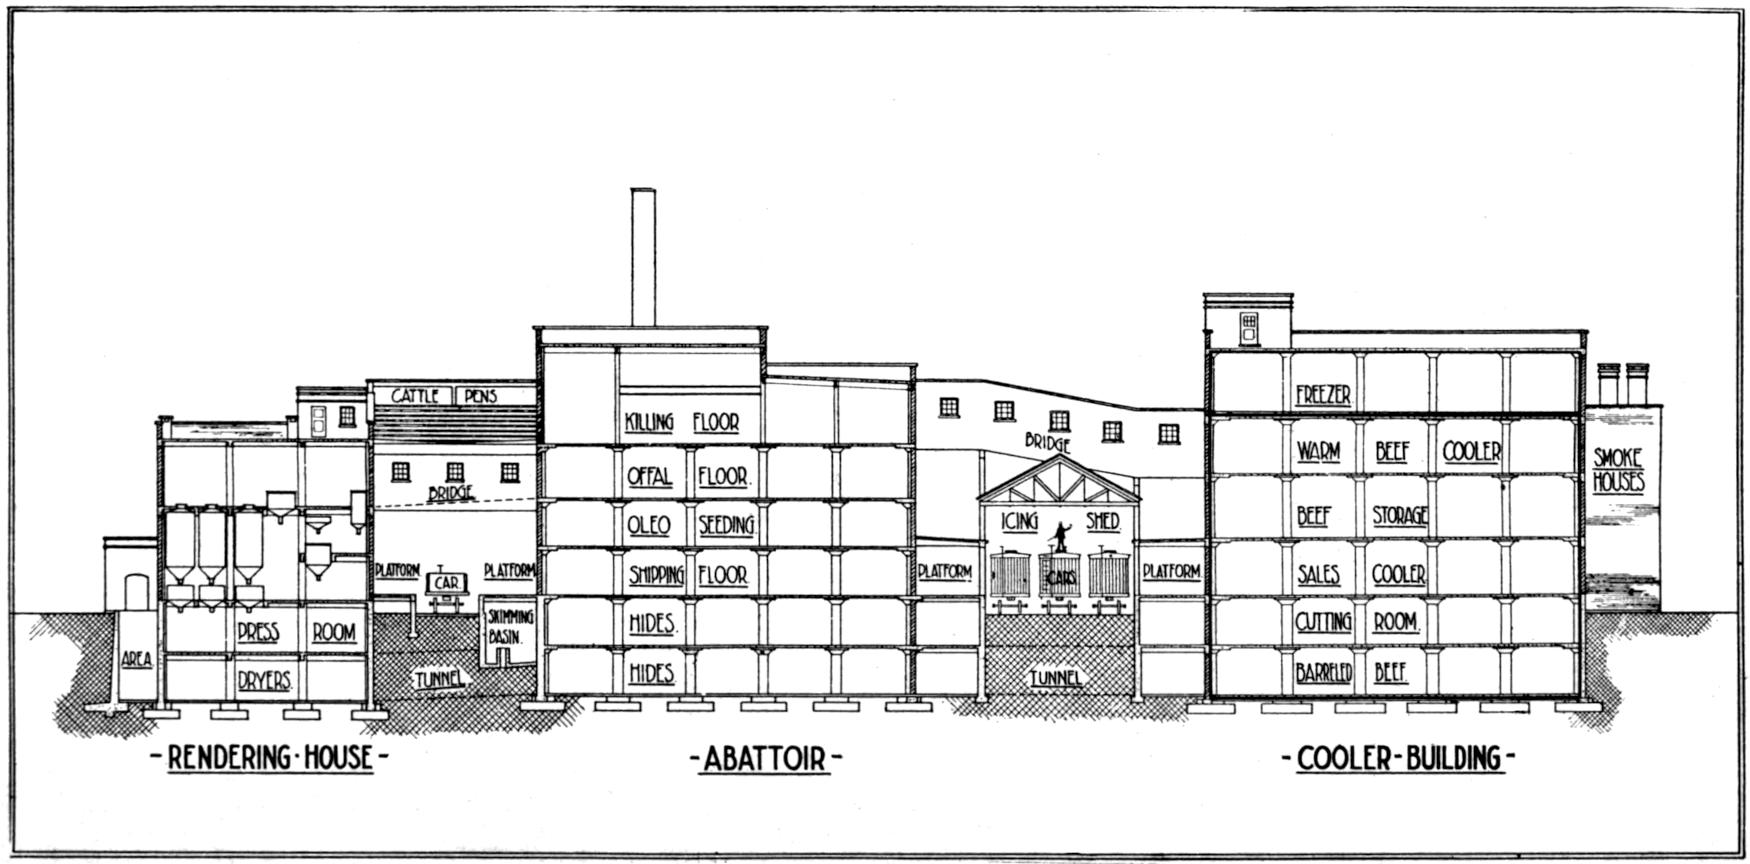 CATTLE PENS
BRIDGE
PLATFORM
CAR
PLATFORM
SKIMMING
BASIN.
TUNNEL
AREA
PRESS ROOM
DRYERS.
KILLING FLOOR
OFFAL FLOOR.
OLEO SEEDING
SHIPPING FLOOR
HIDES.
HIDES.
BRIDGE
ICING SHED.
CARS
PLATFORM
PLATFORM
TUNNEL
FREEZER
WARM BEEF COOLER
BEEF STORAGE
SALES COOLER
CUTTING ROOM.
BARRELED BEEF.
SMOKE
HOUSES
-RENDERING·HOUSE-
-ABATTOIR-
-COOLER-BUILDING-